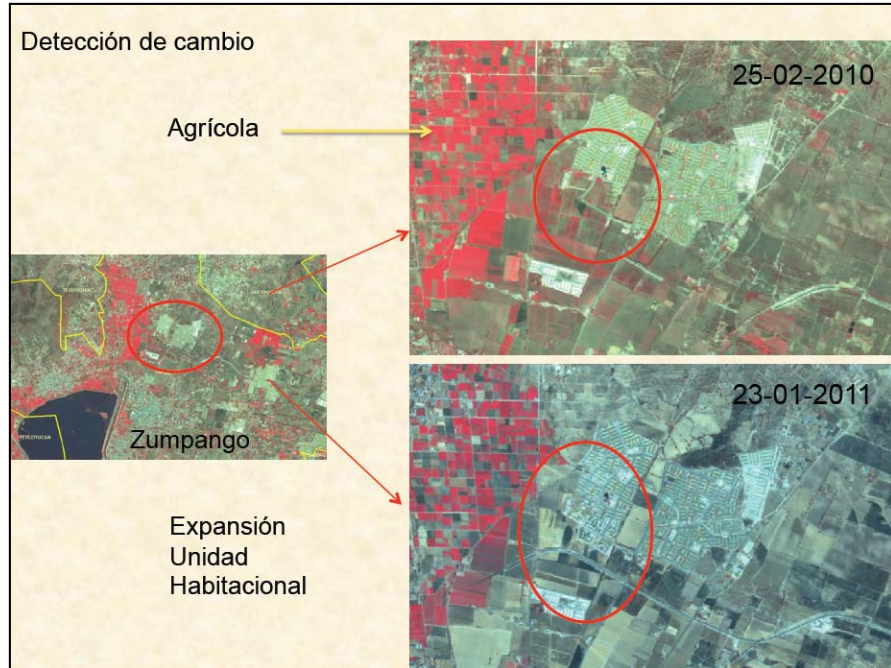 Detección de cambio
25-02-2010
Agrícola
Zumpango
23-01-2011
Expansión
Unidad
Habitacional